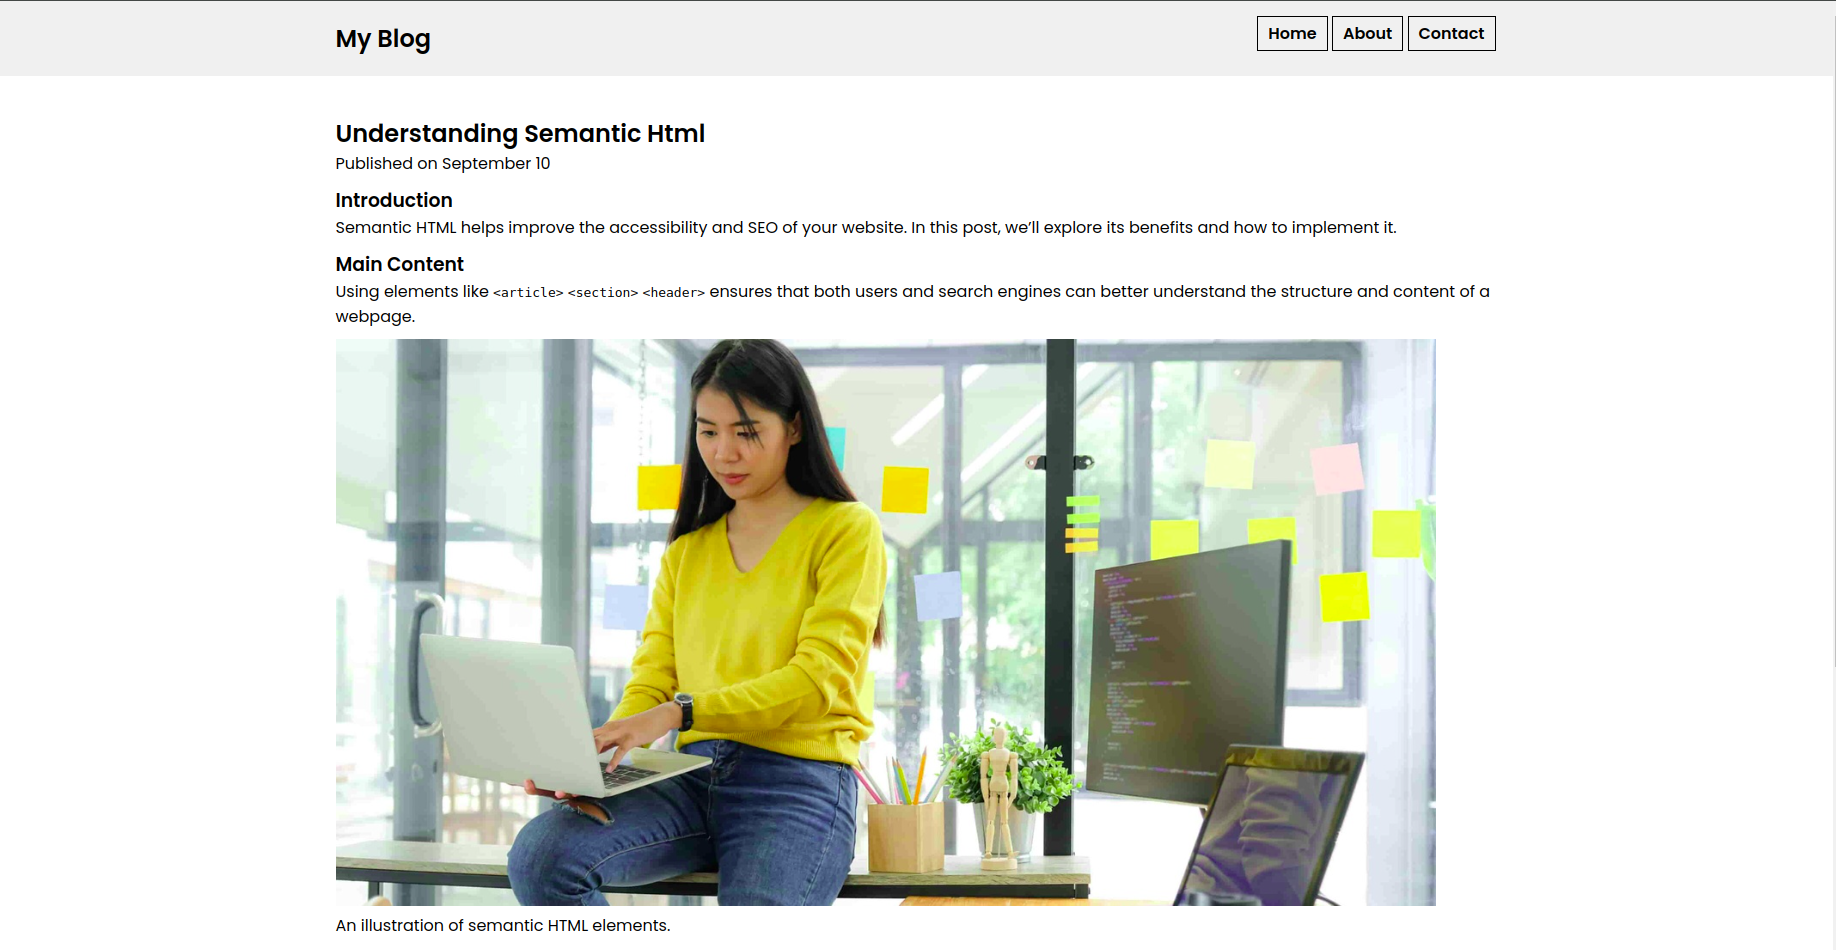 My Blog
Home About Contact
Understanding Semantic Html
Published on September 10
Introduction
Semantic HTML helps improve the accessibility and SEO of your website. In this post, we’ll explore its benefits and how to implement it.
Main Content
Using elements like <article> <section> <header> ensures that both users and search engines can better understand the structure and content of a
webpage.
An illustration of semantic HTML elements.